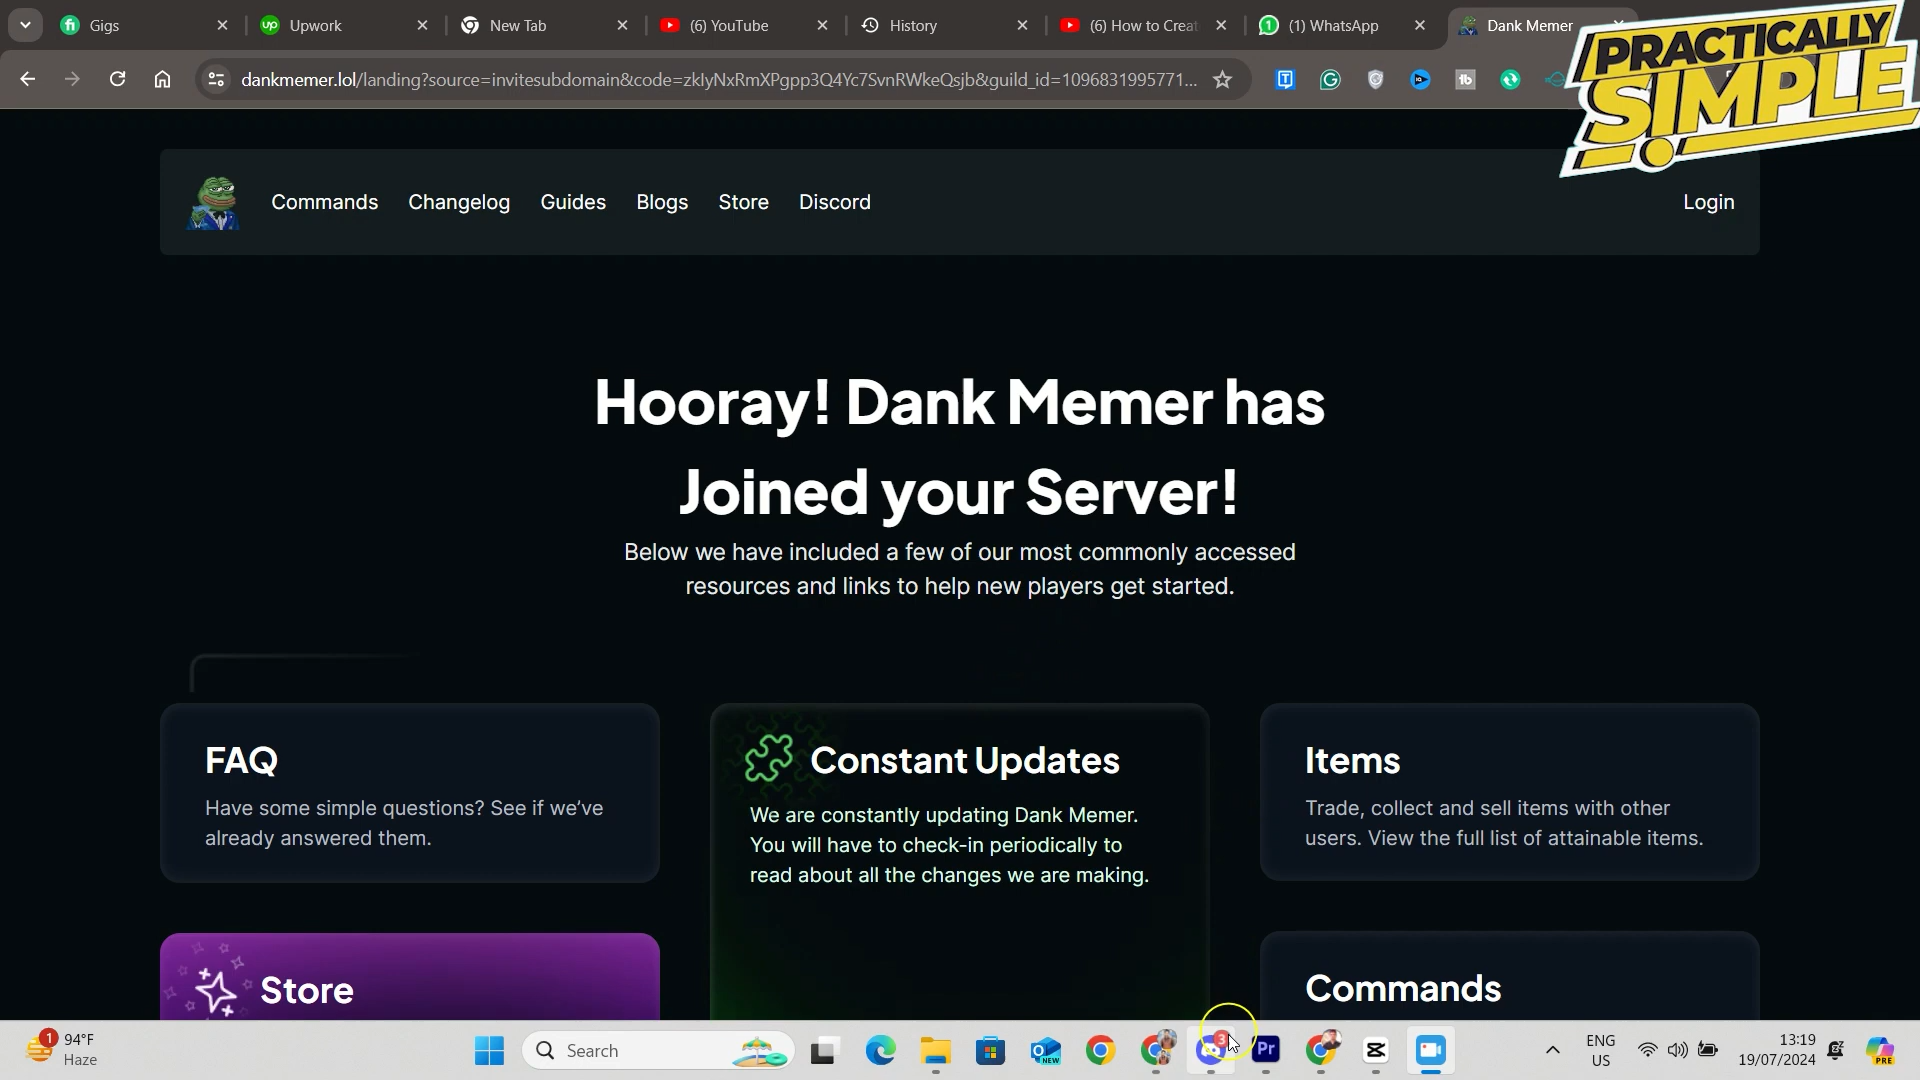 Gigs
Upwork
New Tab
(6) YouTube
History
(6) How to Creat
(1) WhatsApp
Dank Memer
PRACTICALLY
SIMPLE
dankmemer.lol/landing?source=invitesubdomain&code=zklyNxRmXPgpp3Q4Yc7SvnRWkeQsjb&guild_id=1096831995771...
Commands
Changelog
Guides
Blogs
Store
Discord
Login
Hooray! Dank Memer has
Joined your Server!
Below we have included a few of our most commonly accessed
resources and links to help new players get started.
FAQ
Have some simple questions? See if we've
already answered them.
Constant Updates
We are constantly updating Dank Memer.
You will have to check-in periodically to
read about all the changes we are making.
Items
Trade, collect and sell items with other
users. View the full list of attainable items.
Store
Commands
1
94°F
Haze
Search
NEW
3
Pr
ENG
US
13:19
19/07/2024
PRE